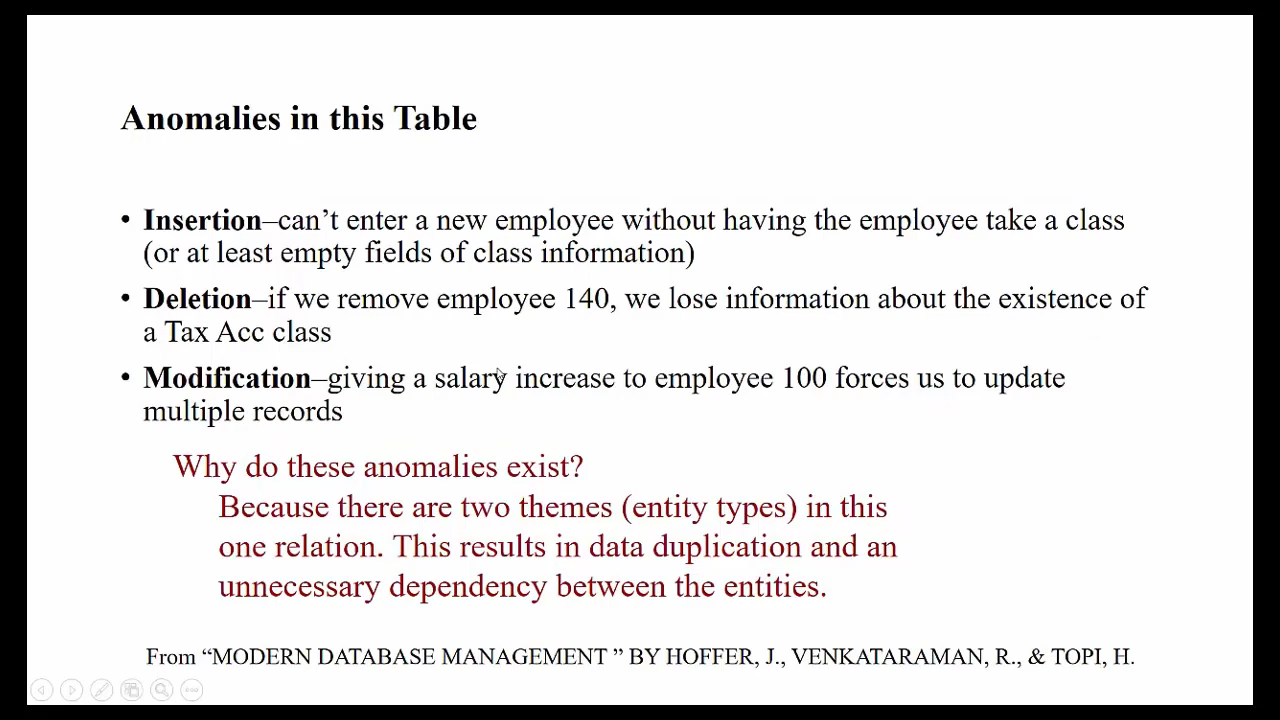 Anomalies in this Table
• Insertion–can’t enter a new employee without having the employee take a class
(or at least empty fields of class information)
• Deletion–if we remove employee 140, we lose information about the existence of
a Tax Acc class
• Modification–giving a salary increase to employee 100 forces us to update
multiple records
Why do these anomalies exist?
Because there are two themes (entity types) in this
one relation. This results in data duplication and an
unnecessary dependency between the entities.
From “MODERN DATABASE MANAGEMENT ” BY HOFFER, J., VENKATARAMAN, R., & TOPI, H.